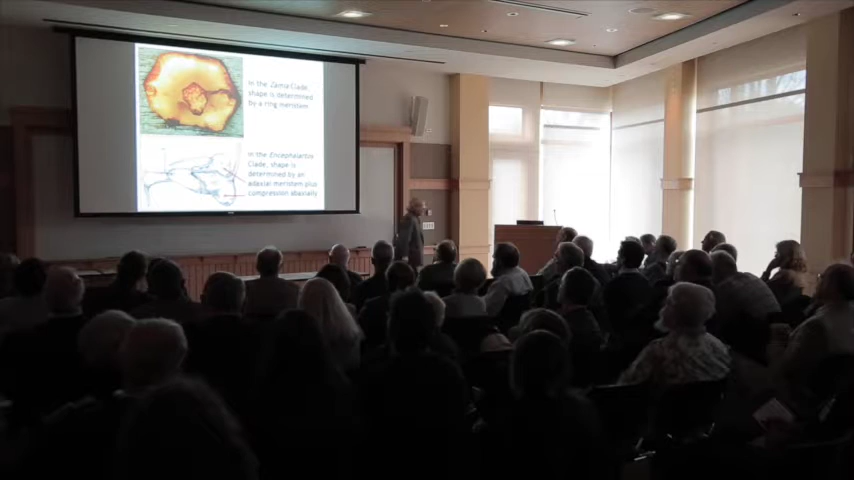 In the Zamia Clade,
shape is determined
by a ring meristem
In the Encephalartos
Clade, shape is
determined by an
adaxial meristem plus
compression abaxially